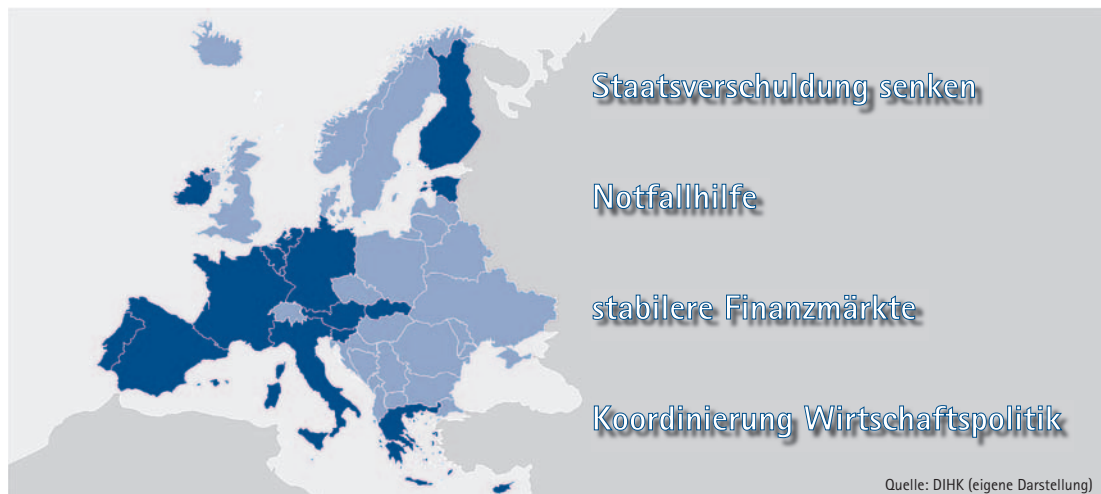 Staatsverschuldung senken
Notfallhilfe
stabilere Finanzmärkte
Koordinierung Wirtschaftspolitik
Quelle: DIHK (eigene Darstellung)